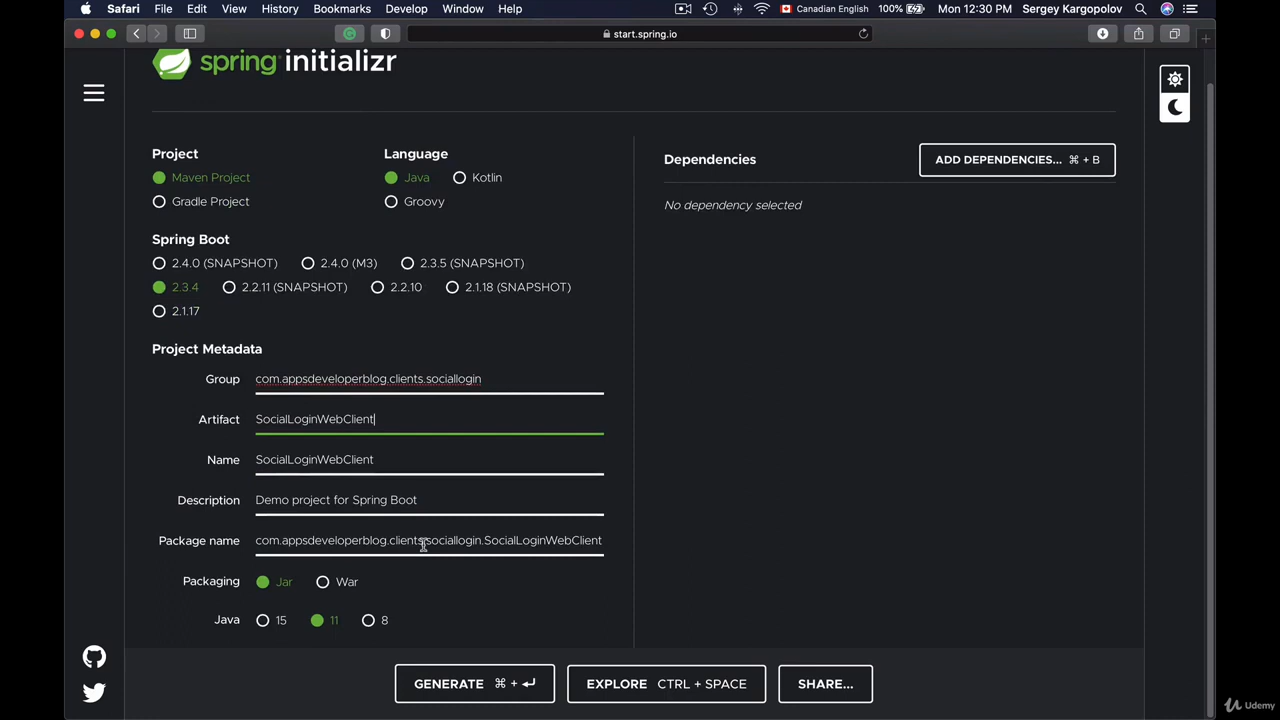 Safari File Edit View History Bookmarks Develop Window Help Canadian English 100% Mon 12:30 PM Sergey Kargopolov
start.spring.io
spring initializr
Project
Maven Project
Gradle Project
Language
Java Kotlin
Groovy
Dependencies
ADD DEPENDENCIES... ⌘ + B
No dependency selected
Spring Boot
2.4.0 (SNAPSHOT) 2.4.0 (M3) 2.3.5 (SNAPSHOT)
2.3.4 2.2.11 (SNAPSHOT) 2.2.10 2.1.18 (SNAPSHOT)
2.1.17
Project Metadata
Group com.appsdeveloperblog.clients.sociallogin
Artifact SocialLoginWebClient
Name SocialLoginWebClient
Description Demo project for Spring Boot
Package name com.appsdeveloperblog.clients.sociallogin.SocialLoginWebClient
Packaging Jar War
Java 15 11 8
GENERATE ⌘ + ↵ EXPLORE CTRL + SPACE SHARE...
Udemy